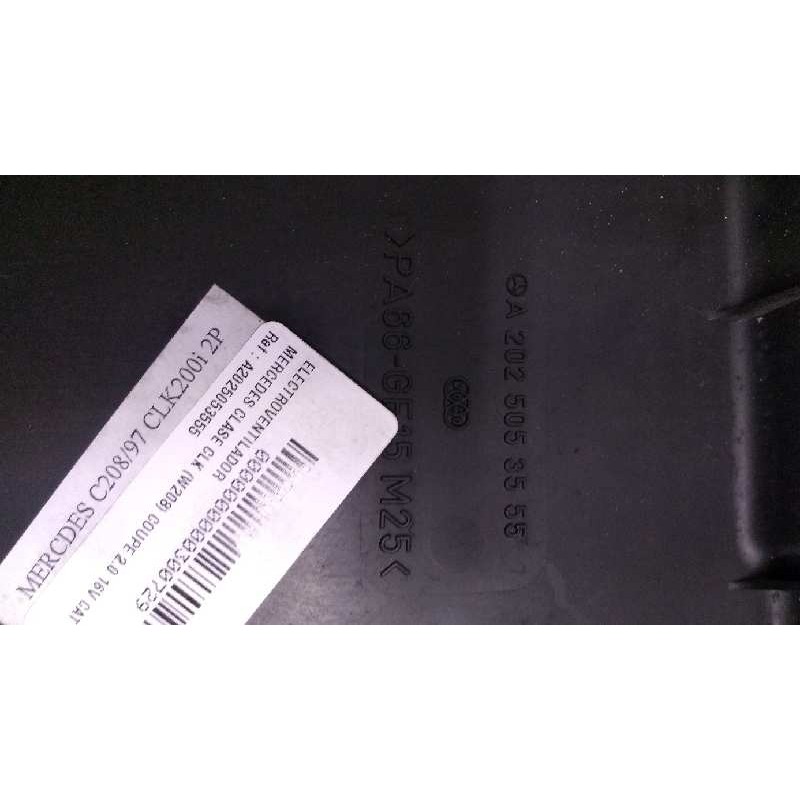 MERCDES C208/97 CLK200i 2P
ELECTROVENTILADOR
MERCEDES CLASE CLK (W208) COUPE 2.0 16V CAT
Ref: A2025053555
0000000000300729
A 202 505 35 55
>PA66-GF15 M25<